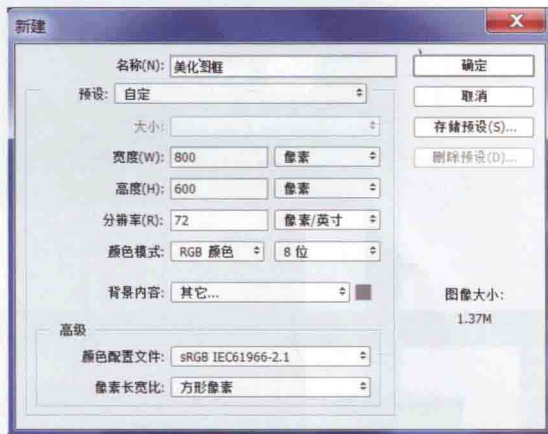 新建
名称(N): 美化图框
确定
预设: 自定
取消
大小:
存储预设(S)...
宽度(W): 800 像素
删除预设(D)...
高度(H): 600 像素
分辨率(R): 72 像素/英寸
颜色模式: RGB 颜色 8 位
背景内容: 其它...
图像大小:
1.37M
高级
颜色配置文件: sRGB IEC61966-2.1
像素长宽比: 方形像素